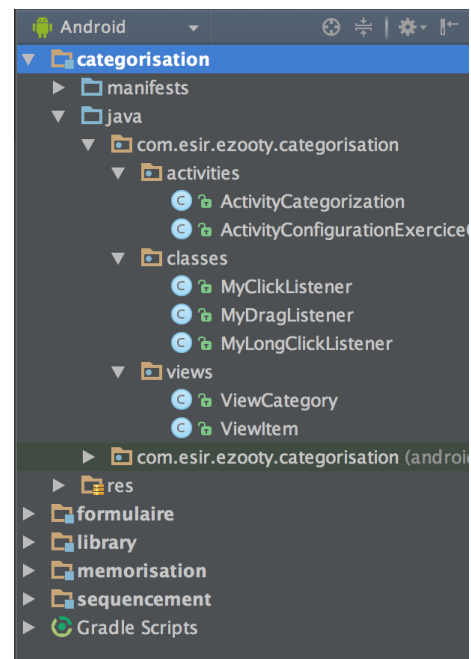 Android
categorisation
manifests
java
com.esir.ezooty.categorisation
activities
ActivityCategorization
ActivityConfigurationExercice
classes
MyClickListener
MyDragListener
MyLongClickListener
views
ViewCategory
ViewItem
com.esir.ezooty.categorisation (androi
res
formulaire
library
memorisation
sequencement
Gradle Scripts